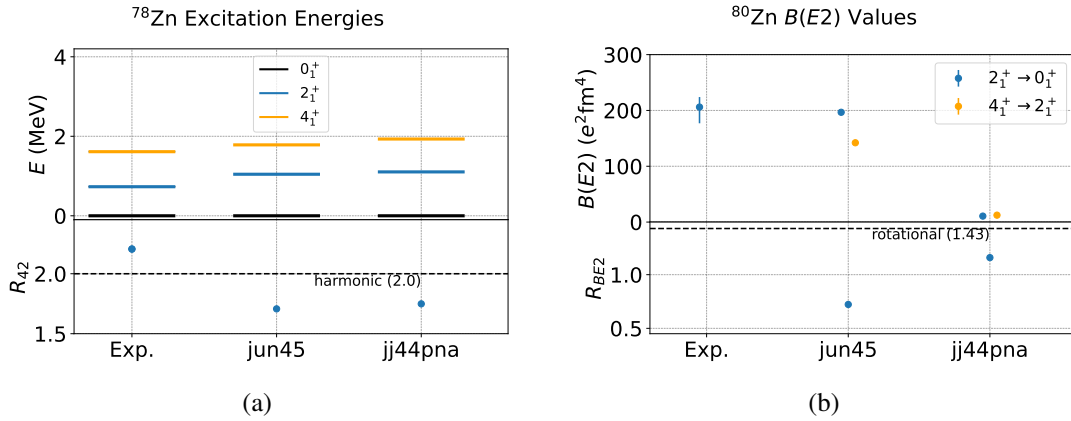 ⁷⁸Zn Excitation Energies
4
2
0
E (MeV)
0₁⁺
2₁⁺
4₁⁺
2.0
1.5
R₄₂
harmonic (2.0)
Exp.
jun45
jj44pna
(a)
⁸⁰Zn B(E2) Values
300
200
100
0
B(E2) (e²fm⁴)
2₁⁺ → 0₁⁺
4₁⁺ → 2₁⁺
rotational (1.43)
1.0
0.5
R_BE2
Exp.
jun45
jj44pna
(b)